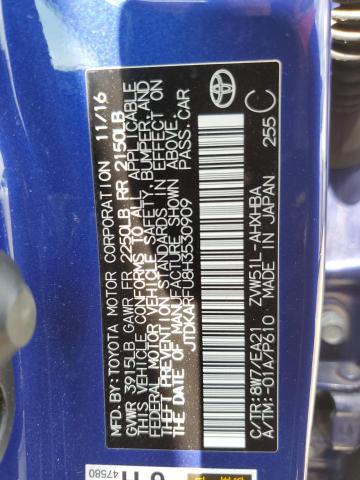 MFD.BY:TOYOTA MOTOR CORPORATION 11/16
GVWR 3915LB GAWR FR 2250LB RR 2150LB
THIS VEHICLE CONFORMS TO ALL APPLICABLE
FEDERAL MOTOR VEHICLE SAFETY, BUMPER, AND
THEFT PREVENTION STANDARDS IN EFFECT ON
THE DATE OF MANUFACTURE SHOWN ABOVE.
JTDKARFU8H3530909 PASS.CAR
C/TR:8W7/EA21 ZVW51L-AHXHBA
A/TM:-01A/P610 MADE IN JAPAN 255 C
TOYOTA
47580